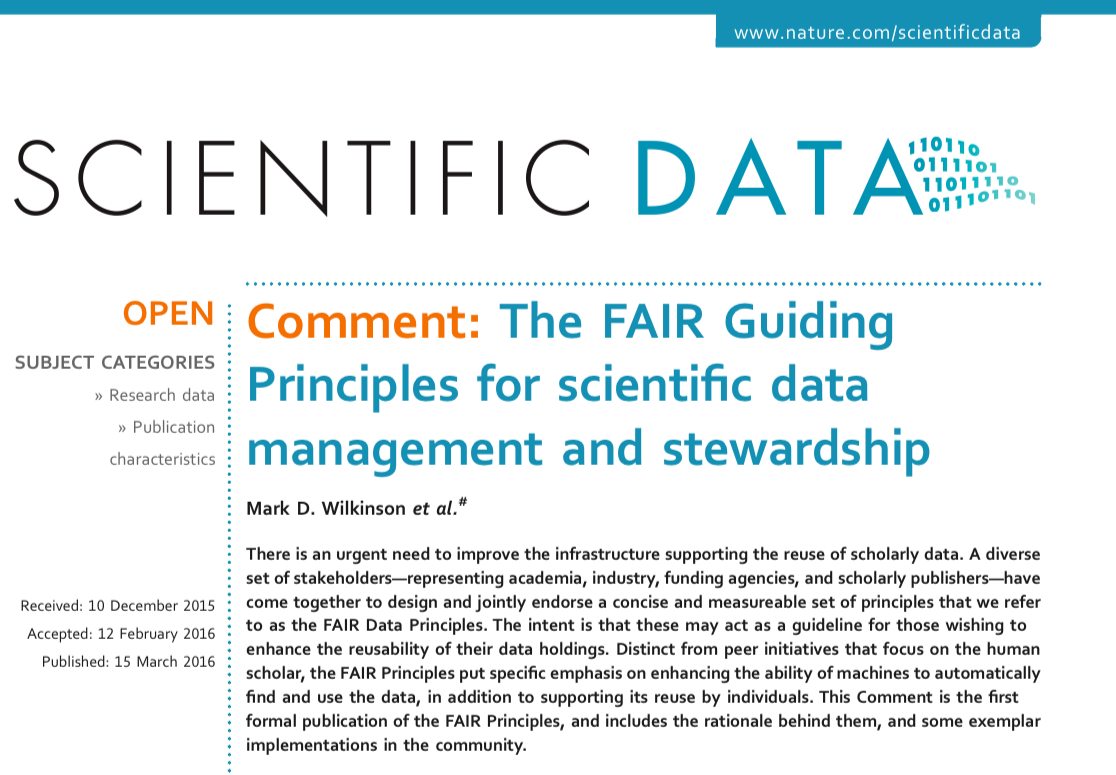 www.nature.com/scientificdata
SCIENTIFIC DATA
110110
0111101
11011110
011101101
OPEN
SUBJECT CATEGORIES
» Research data
» Publication
characteristics
Received: 10 December 2015
Accepted: 12 February 2016
Published: 15 March 2016
Comment: The FAIR Guiding
Principles for scientific data
management and stewardship
Mark D. Wilkinson et al.#
There is an urgent need to improve the infrastructure supporting the reuse of scholarly data. A diverse
set of stakeholders—representing academia, industry, funding agencies, and scholarly publishers—have
come together to design and jointly endorse a concise and measureable set of principles that we refer
to as the FAIR Data Principles. The intent is that these may act as a guideline for those wishing to
enhance the reusability of their data holdings. Distinct from peer initiatives that focus on the human
scholar, the FAIR Principles put specific emphasis on enhancing the ability of machines to automatically
find and use the data, in addition to supporting its reuse by individuals. This Comment is the first
formal publication of the FAIR Principles, and includes the rationale behind them, and some exemplar
implementations in the community.